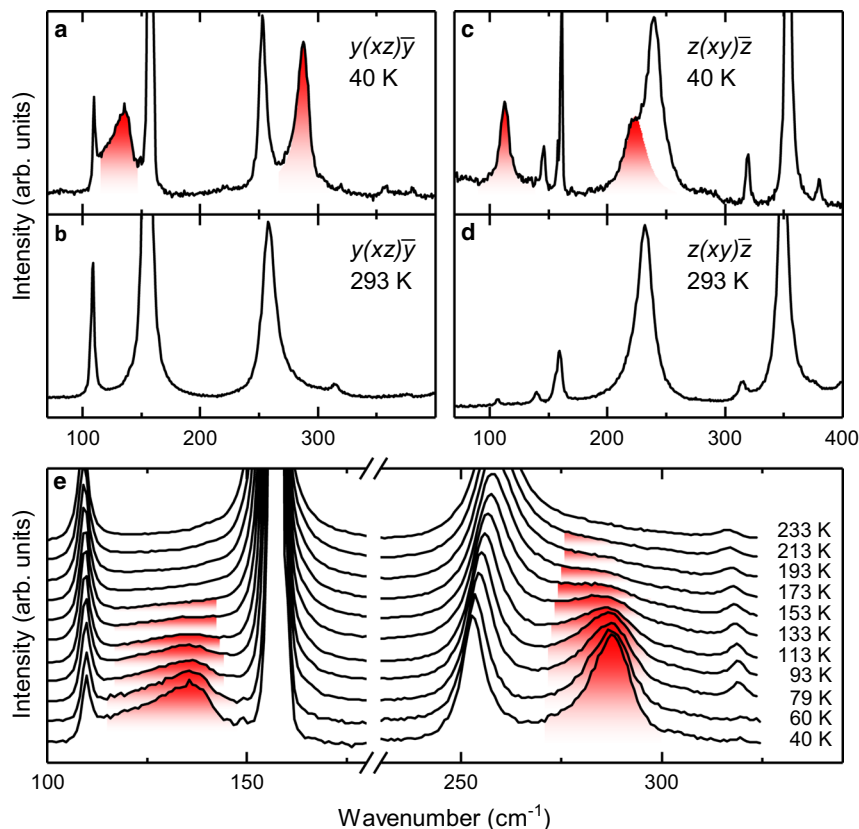 a
y(xz)y̅
40 K
c
z(xy)z̅
40 K
b
y(xz)y̅
293 K
d
z(xy)z̅
293 K
Intensity (arb. units)
100 200 300
100 200 300 400
e
233 K
213 K
193 K
173 K
153 K
133 K
113 K
93 K
79 K
60 K
40 K
Intensity (arb. units)
100 150 250 300
Wavenumber (cm⁻¹)